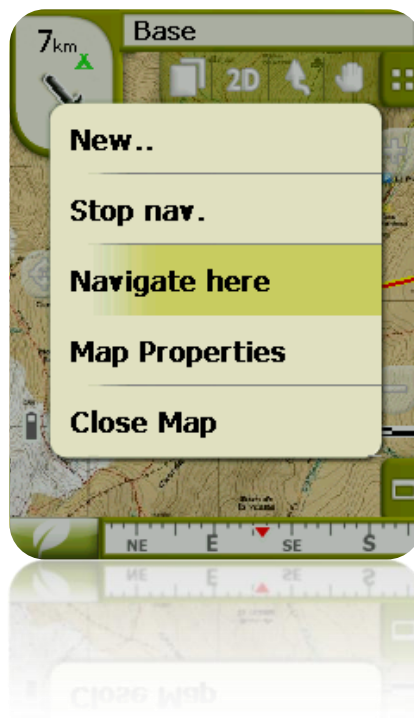 7km
Base
2D
New..
Stop nav.
Navigate here
Map Properties
Close Map
NE E SE S